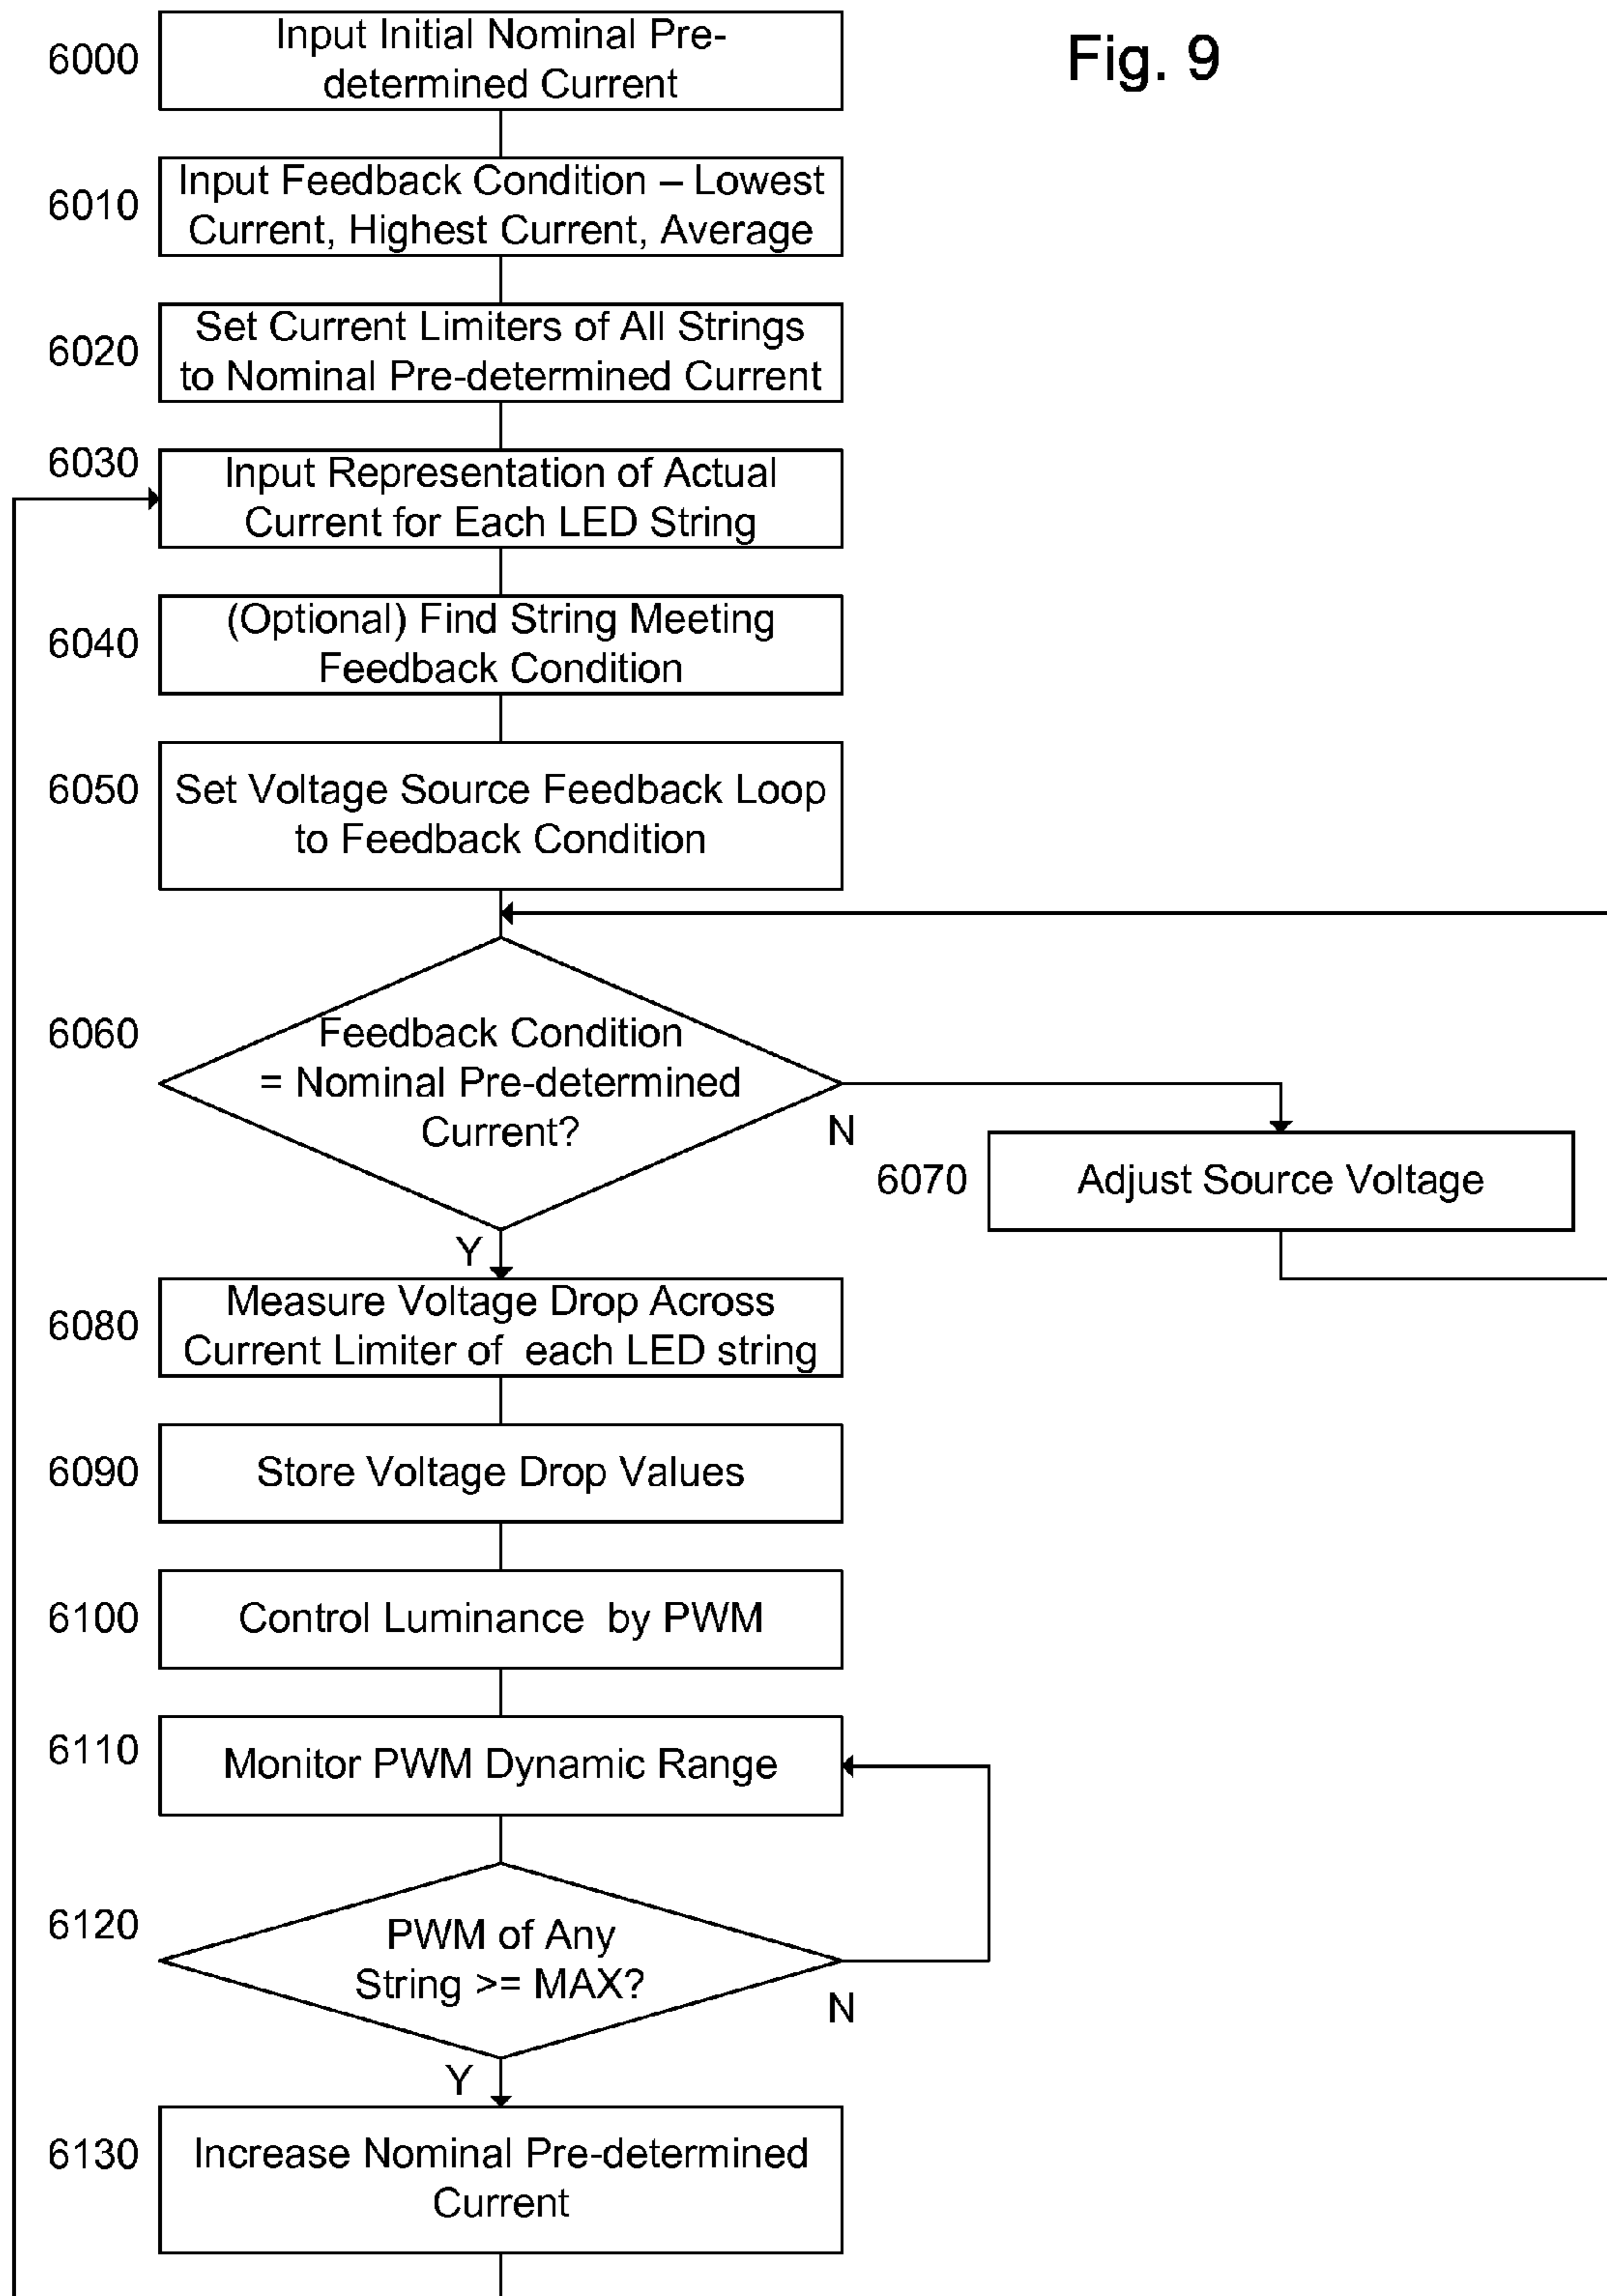 Fig. 9
6000
Input Initial Nominal Pre-
determined Current
6010
Input Feedback Condition – Lowest
Current, Highest Current, Average
6020
Set Current Limiters of All Strings
to Nominal Pre-determined Current
6030
Input Representation of Actual
Current for Each LED String
6040
(Optional) Find String Meeting
Feedback Condition
6050
Set Voltage Source Feedback Loop
to Feedback Condition
6060
Feedback Condition
= Nominal Pre-determined
Current?
N
6070
Adjust Source Voltage
Y
6080
Measure Voltage Drop Across
Current Limiter of each LED string
6090
Store Voltage Drop Values
6100
Control Luminance by PWM
6110
Monitor PWM Dynamic Range
6120
PWM of Any
String >= MAX?
N
Y
6130
Increase Nominal Pre-determined
Current